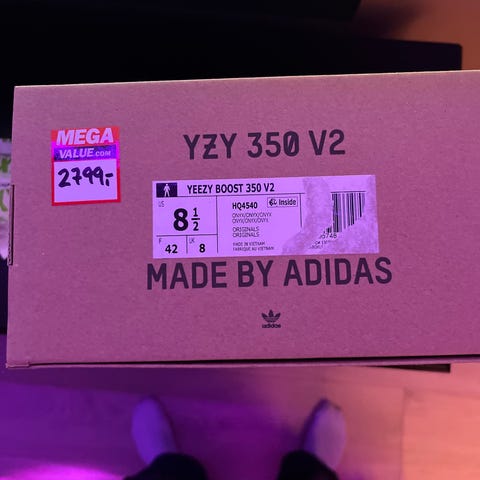 YZY 350 V2
MEGA
VALUE.COM
2799,-
YEEZY BOOST 350 V2
US
8 1/2
F
42
UK
8
HQ4540
Inside
ONYX/ONYX/ONYX
ONYX/ONYX/ONYX
ORIGINALS
ORIGINALS
MADE IN VIETNAM
FABRIQUE AU VIETNAM
MADE BY ADIDAS
adidas